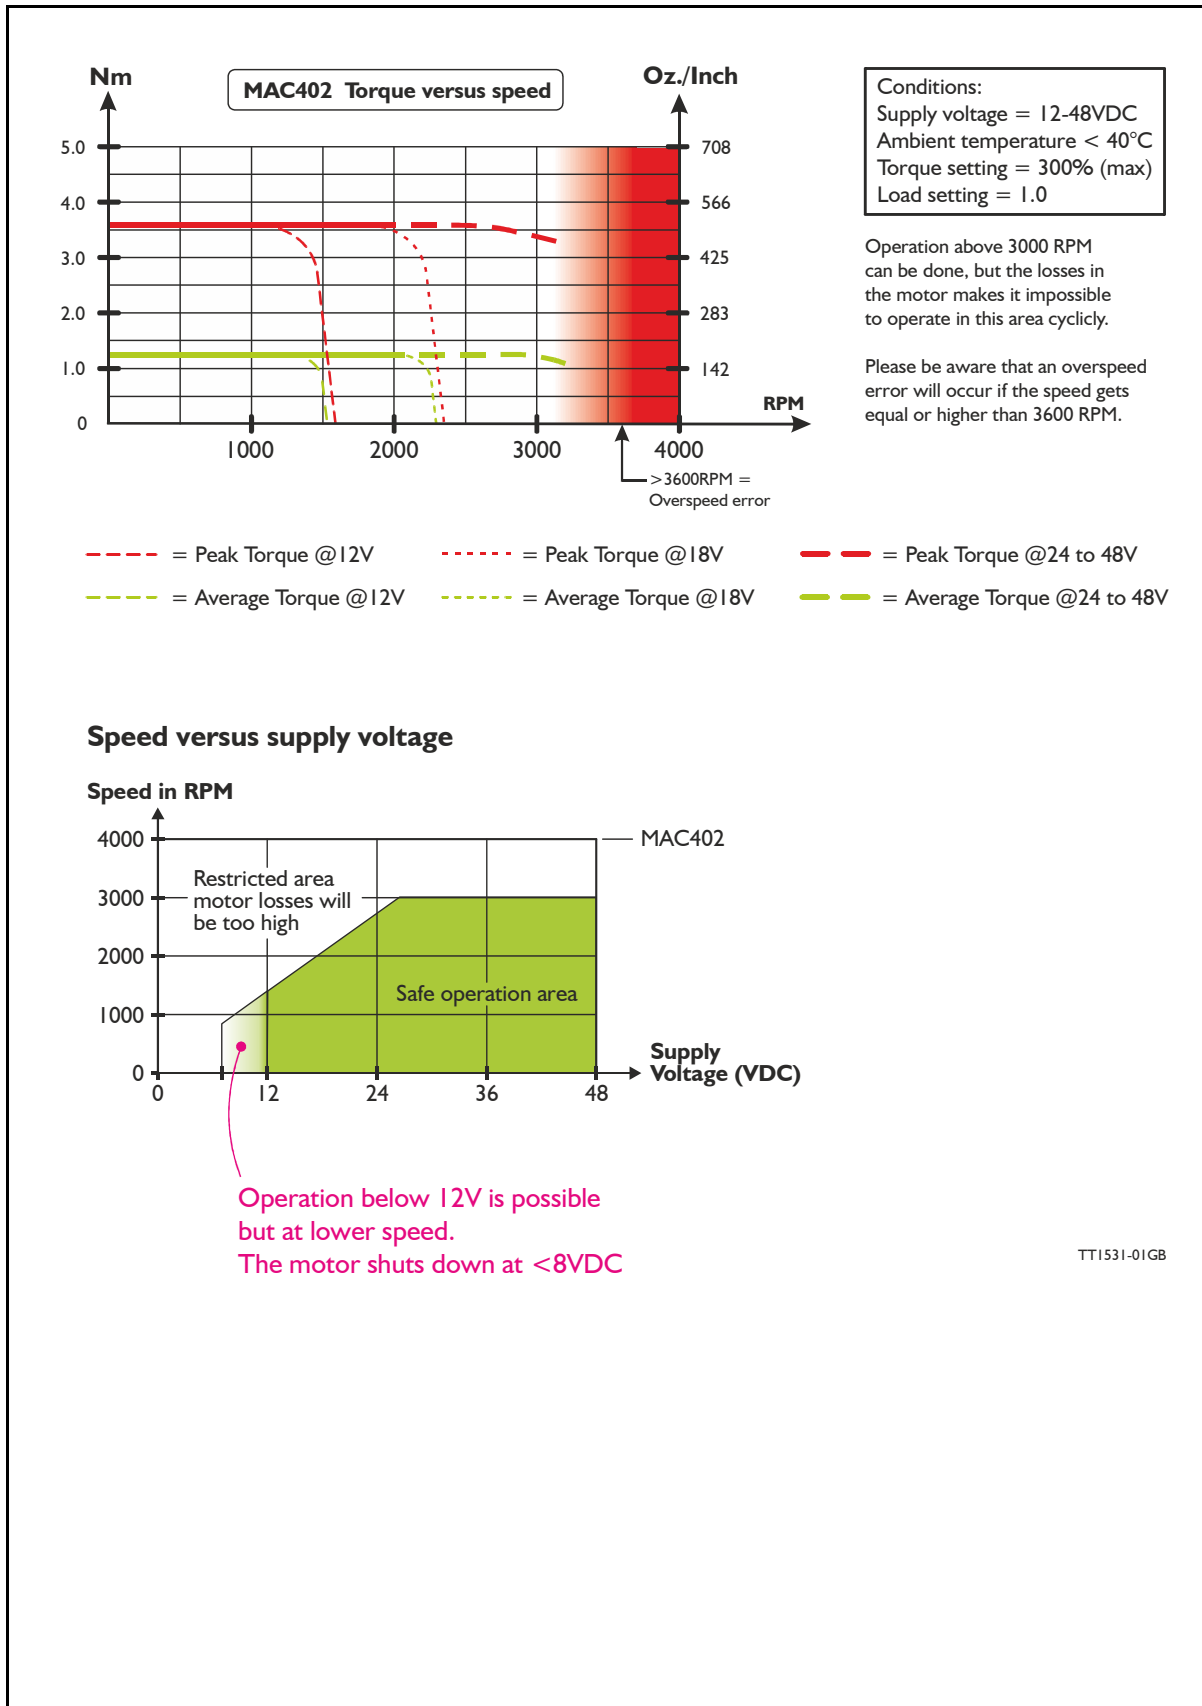 Nm
MAC402 Torque versus speed
Oz./Inch
5.0
4.0
3.0
2.0
1.0
0
708
566
425
283
142
RPM
1000
2000
3000
4000
>3600RPM =
Overspeed error
Conditions:
Supply voltage = 12-48VDC
Ambient temperature < 40°C
Torque setting = 300% (max)
Load setting = 1.0
Operation above 3000 RPM
can be done, but the losses in
the motor makes it impossible
to operate in this area cyclicly.
Please be aware that an overspeed
error will occur if the speed gets
equal or higher than 3600 RPM.
= Peak Torque @12V
= Peak Torque @18V
= Peak Torque @24 to 48V
= Average Torque @12V
= Average Torque @18V
= Average Torque @24 to 48V
Speed versus supply voltage
Speed in RPM
4000
3000
2000
1000
0
MAC402
Restricted area
motor losses will
be too high
Safe operation area
0
12
24
36
48
Supply
Voltage (VDC)
Operation below 12V is possible
but at lower speed.
The motor shuts down at <8VDC
TT1531-01GB